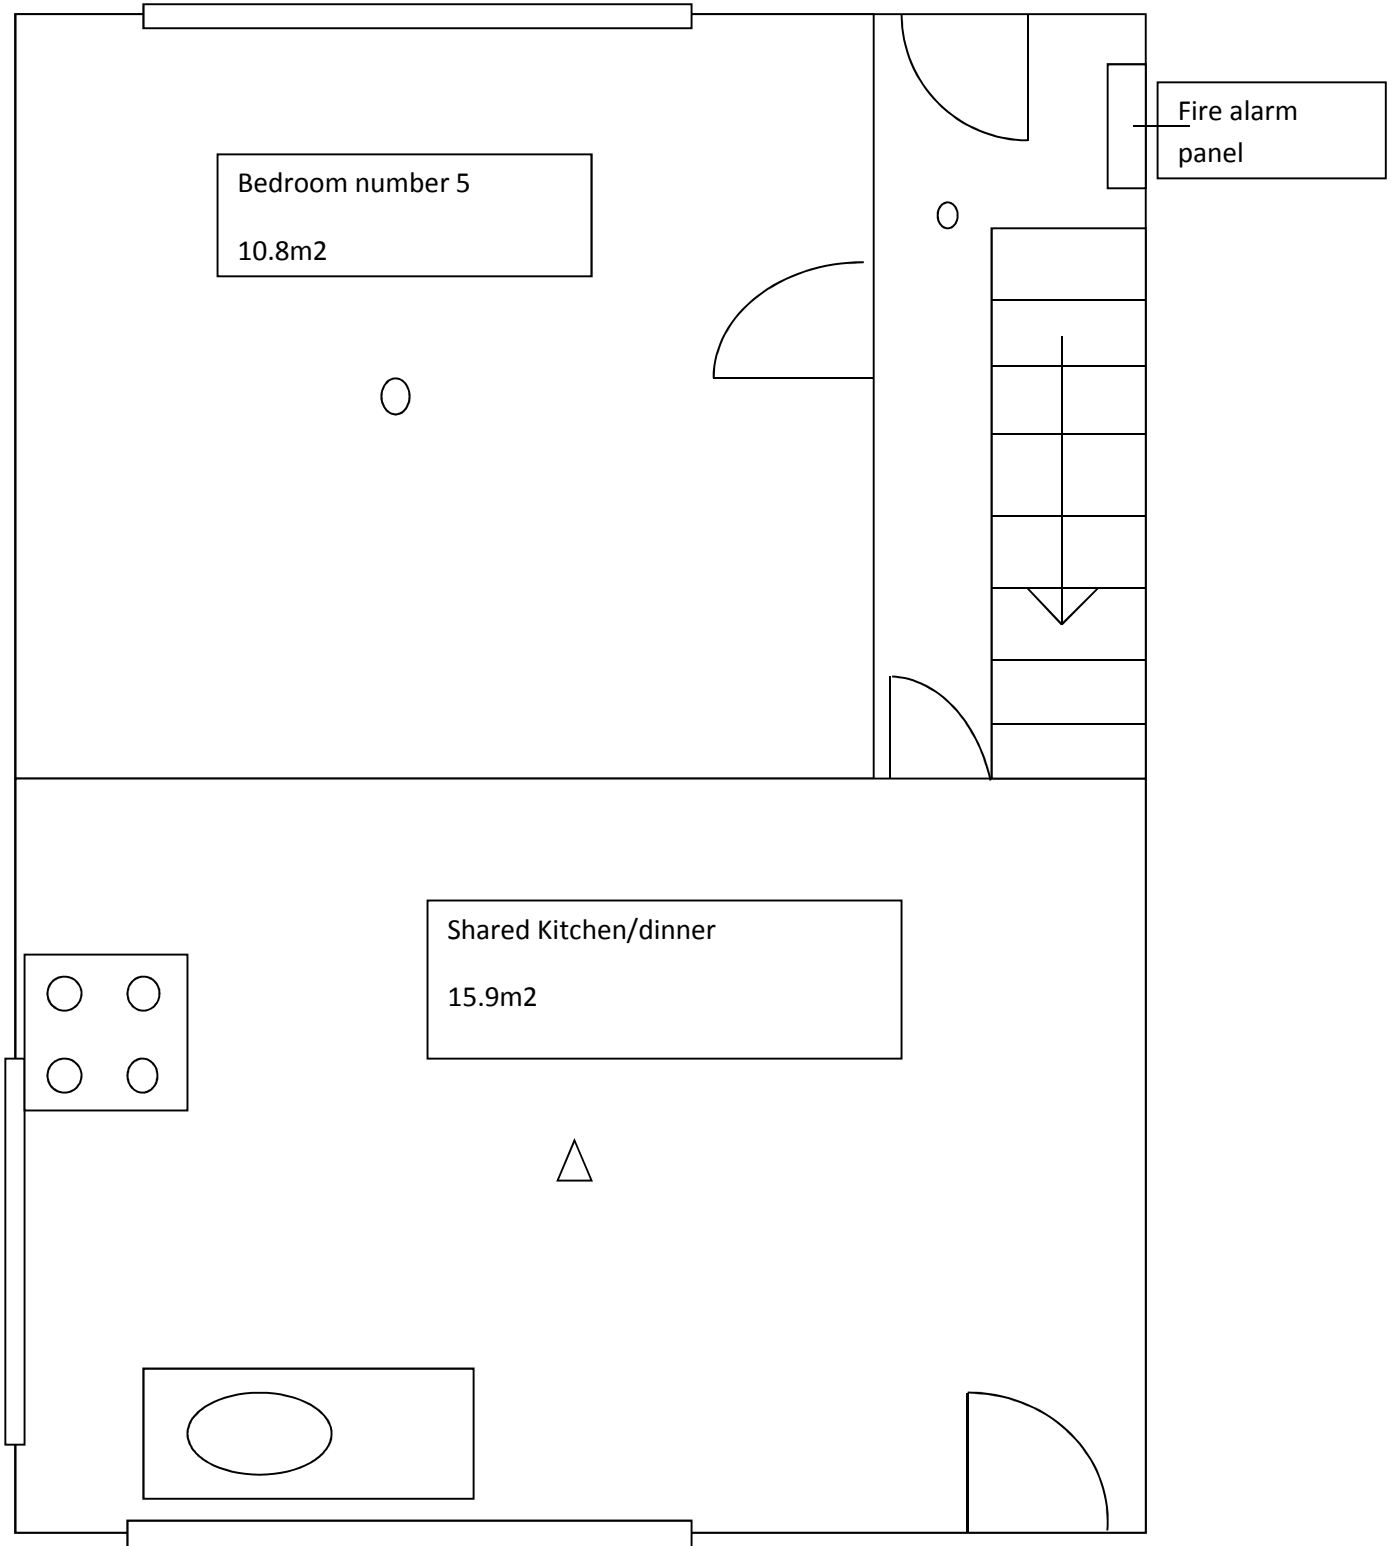 Fire alarm
panel
Bedroom number 5
10.8m2
Shared Kitchen/dinner
15.9m2